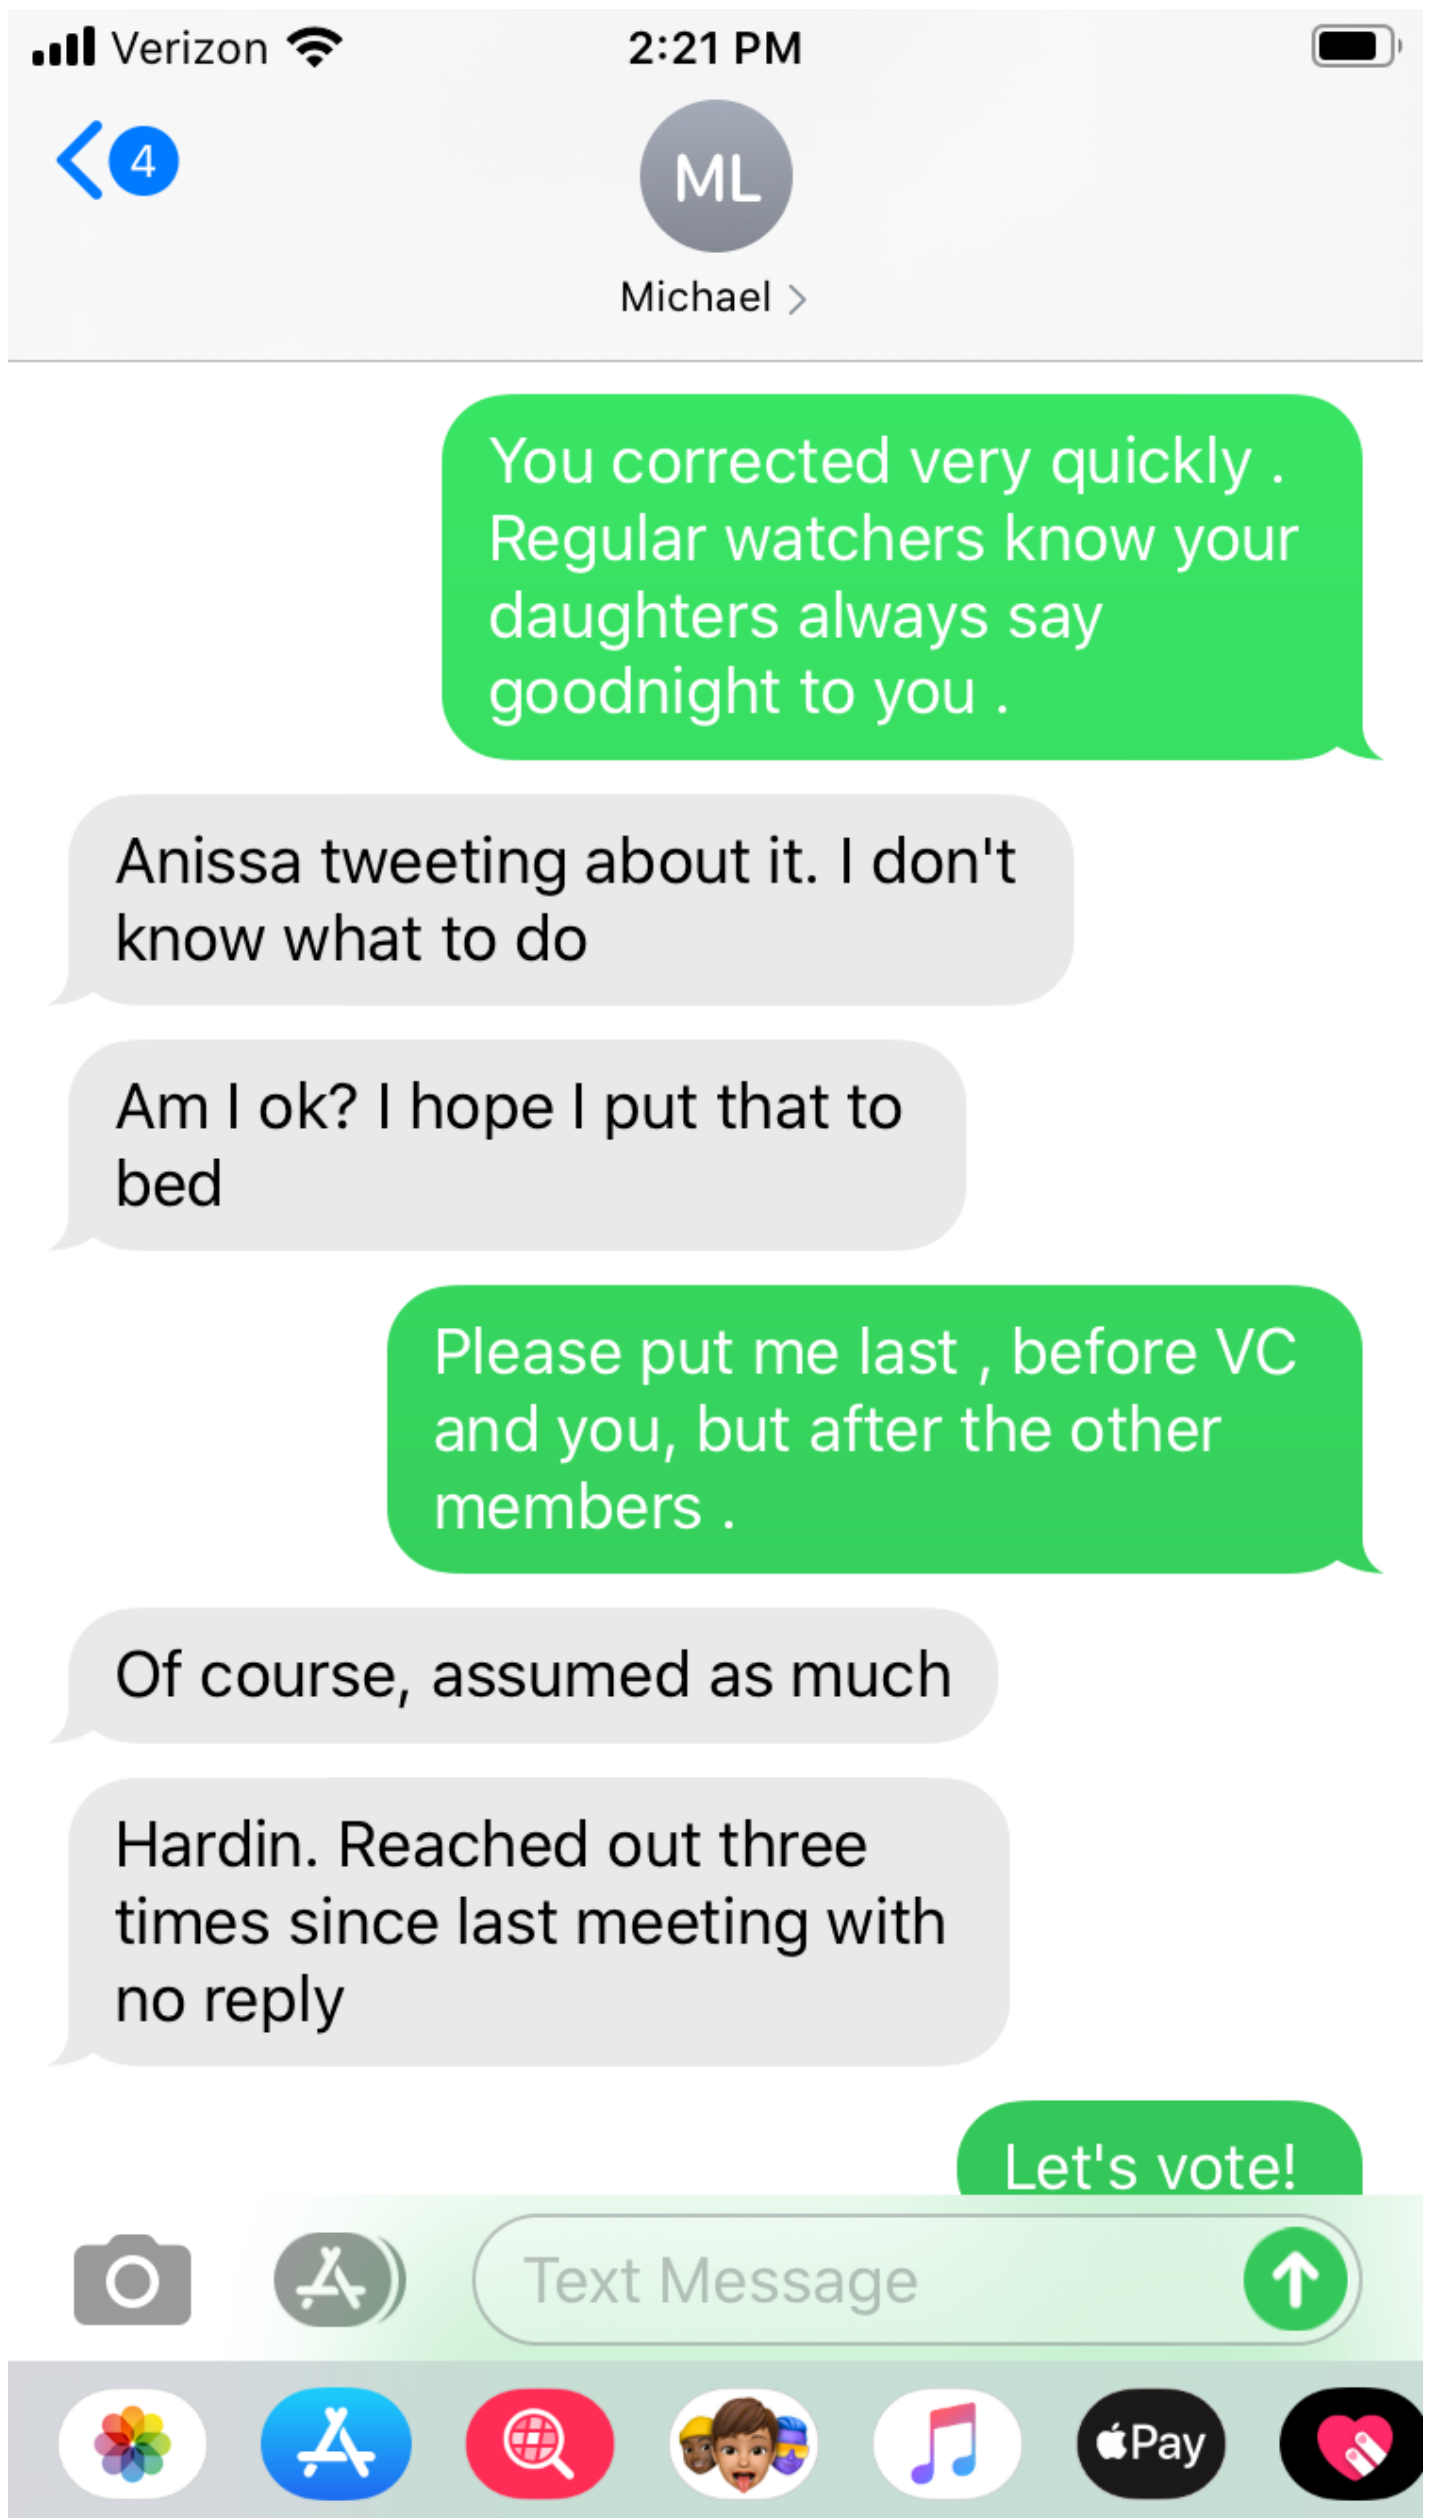 Verizon 2:21 PM
4
ML
Michael
You corrected very quickly .
Regular watchers know your
daughters always say
goodnight to you .
Anissa tweeting about it. I don't
know what to do
Am I ok? I hope I put that to
bed
Please put me last , before VC
and you, but after the other
members .
Of course, assumed as much
Hardin. Reached out three
times since last meeting with
no reply
Let's vote!
Text Message
Pay